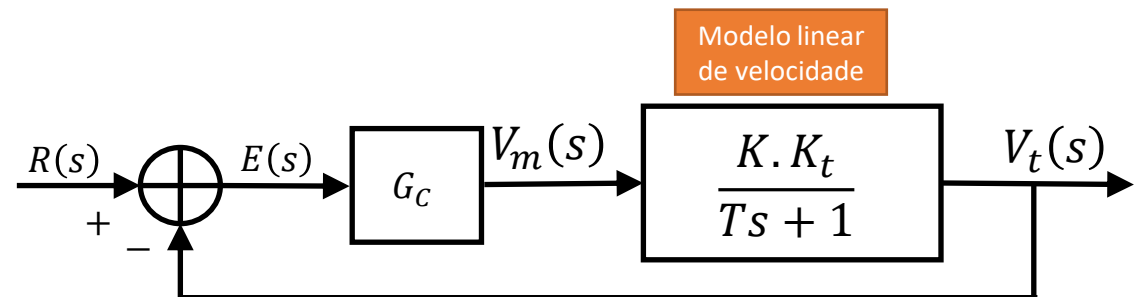 Modelo linear
de velocidade
R(s)
+
−
E(s)
G_C
V_m(s)
K . K_t
Ts + 1
V_t(s)